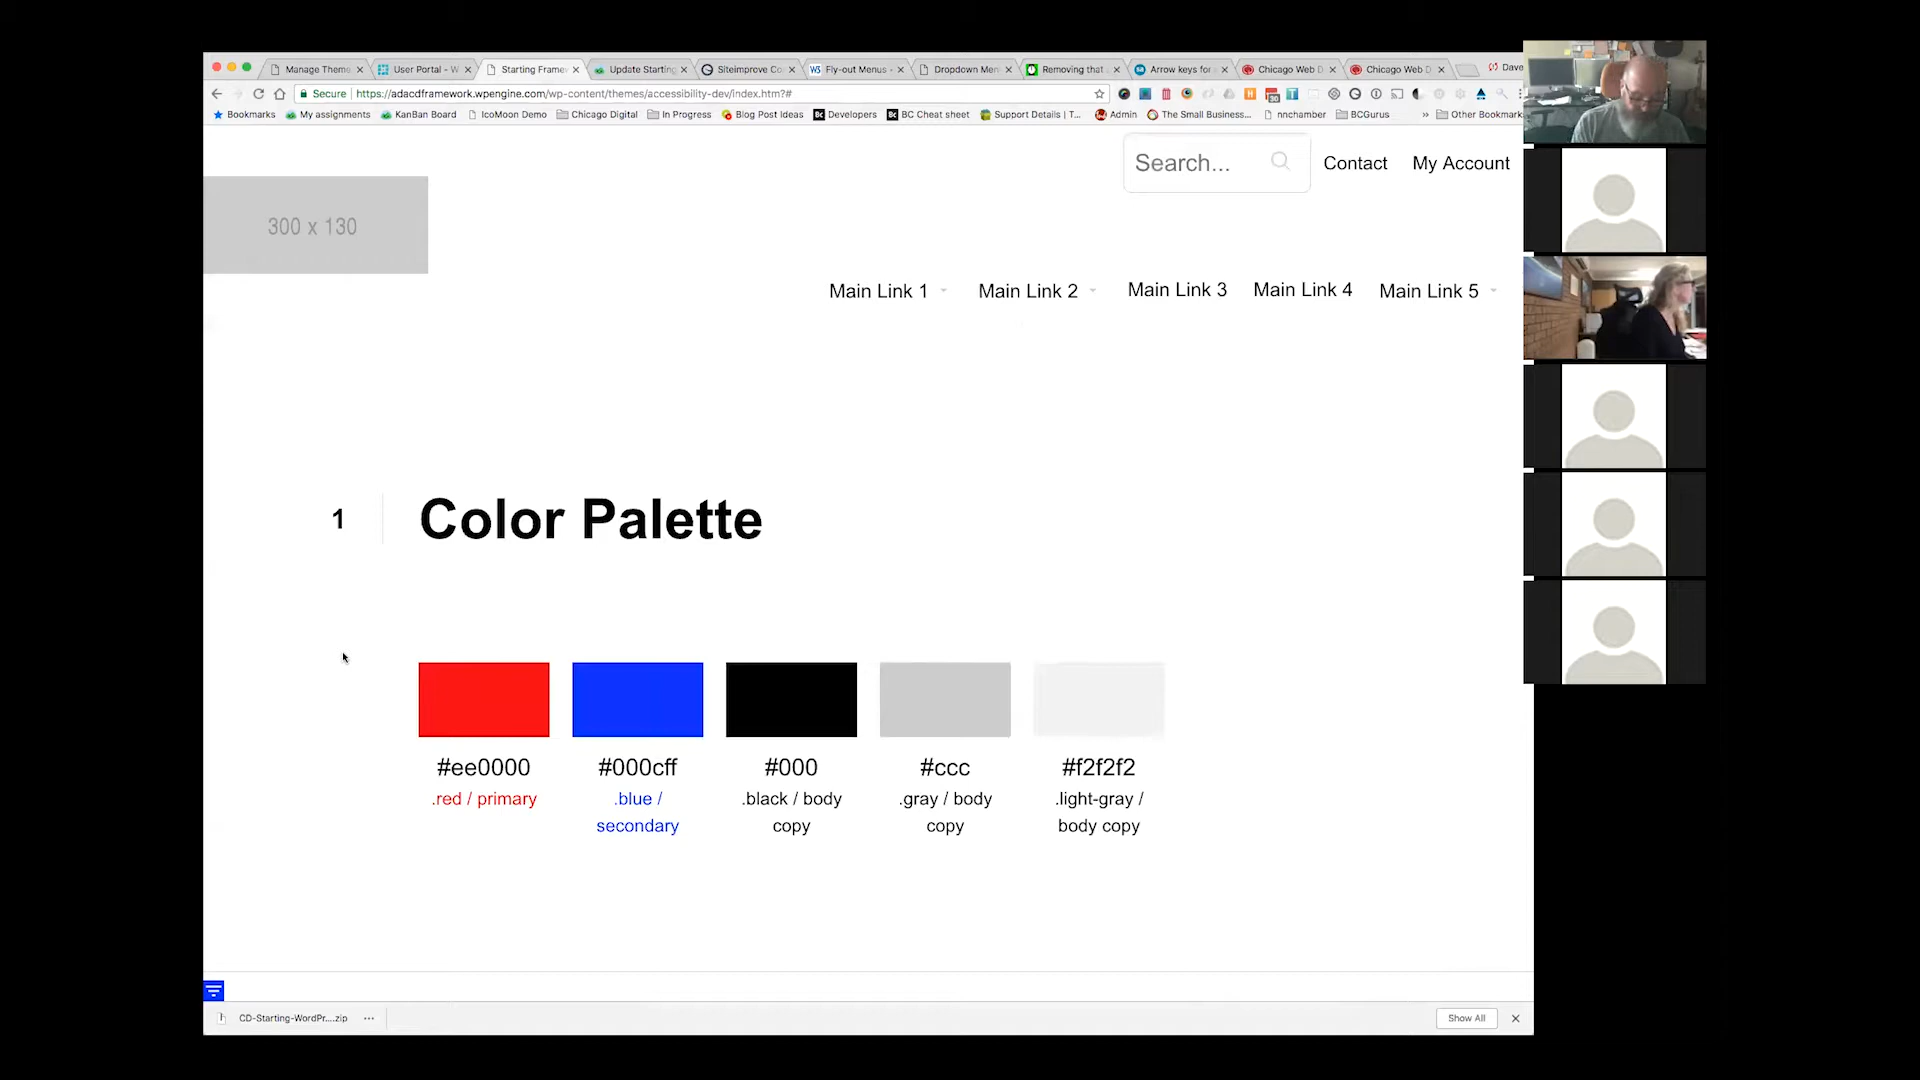 Manage Theme
User Portal - W
Starting Framew
Update Starting
Siteimprove Co
Fly-out Menus
Dropdown Men
Removing that
Arrow keys for
Chicago Web D
Chicago Web D
Dave
Secure https://adacdframework.wpengine.com/wp-content/themes/accessibility-dev/index.htm?#
Bookmarks My assignments KanBan Board IcoMoon Demo Chicago Digital In Progress Blog Post Ideas Developers BC Cheat sheet Support Details | T... Admin The Small Business... nnchamber BCGurus » Other Bookmark
Search... Contact My Account
300 x 130
Main Link 1 Main Link 2 Main Link 3 Main Link 4 Main Link 5
1 Color Palette
#ee0000 #000cff #000 #ccc #f2f2f2
.red / primary .blue / .black / body .gray / body .light-gray /
secondary copy copy body copy
CD-Starting-WordPr....zip ... Show All